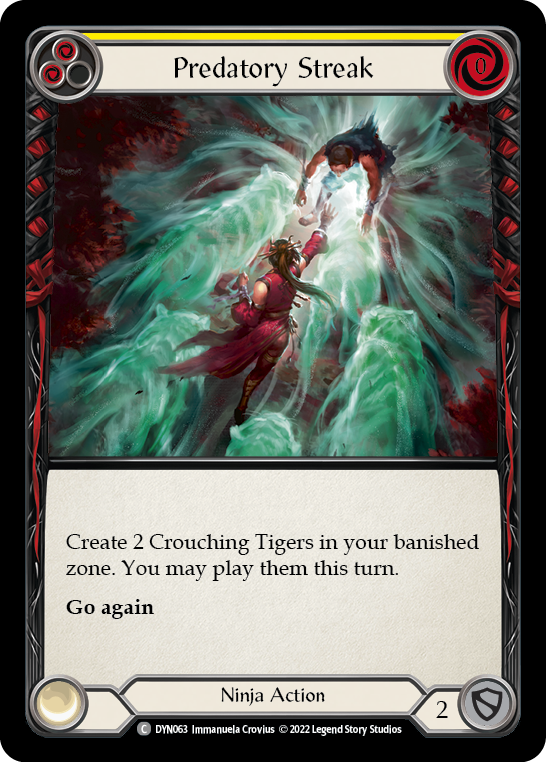 Predatory Streak
0
Create 2 Crouching Tigers in your banished
zone. You may play them this turn.
Go again
Ninja Action
2
C DYN063 Immanuela Crovius © 2022 Legend Story Studios